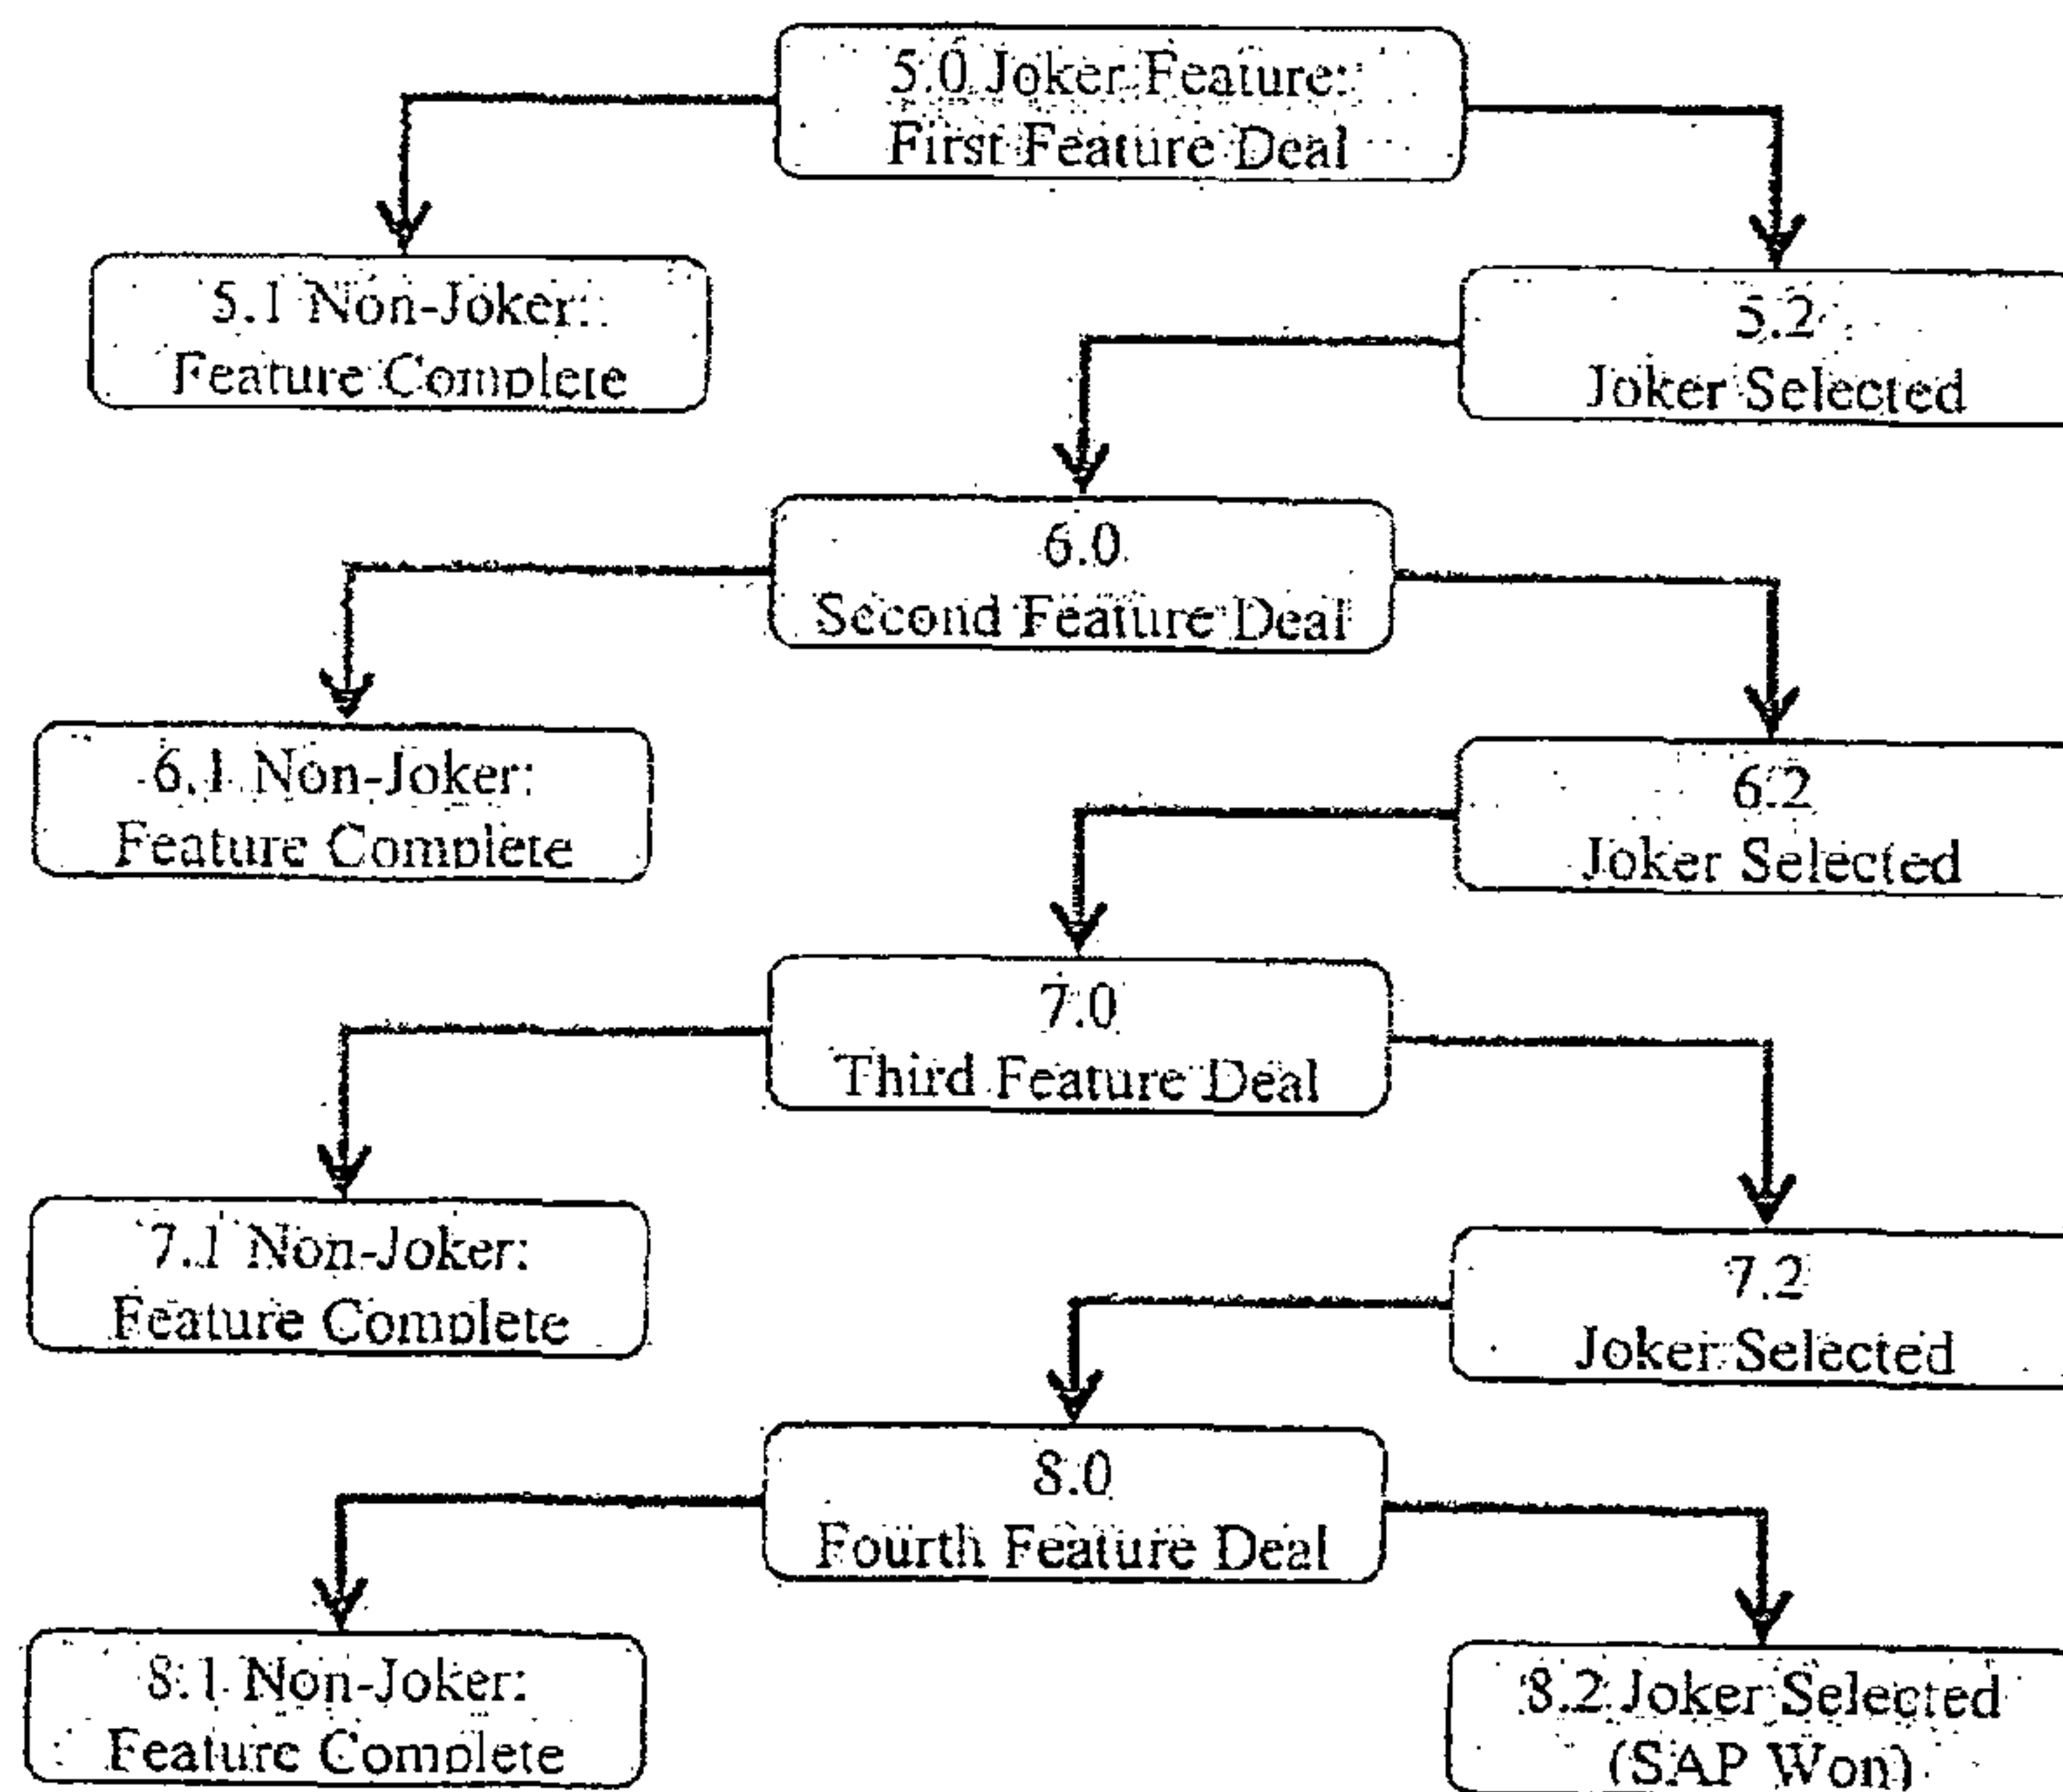 5.0 Joker Feature:
First Feature Deal
5.1 Non-Joker:
Feature Complete
5.2
Joker Selected
6.0
Second Feature Deal
6.1 Non-Joker:
Feature Complete
6.2
Joker Selected
7.0
Third Feature Deal
7.1 Non-Joker:
Feature Complete
7.2
Joker Selected
8.0
Fourth Feature Deal
8.1 Non-Joker:
Feature Complete
8.2 Joker Selected
(SAP Won)